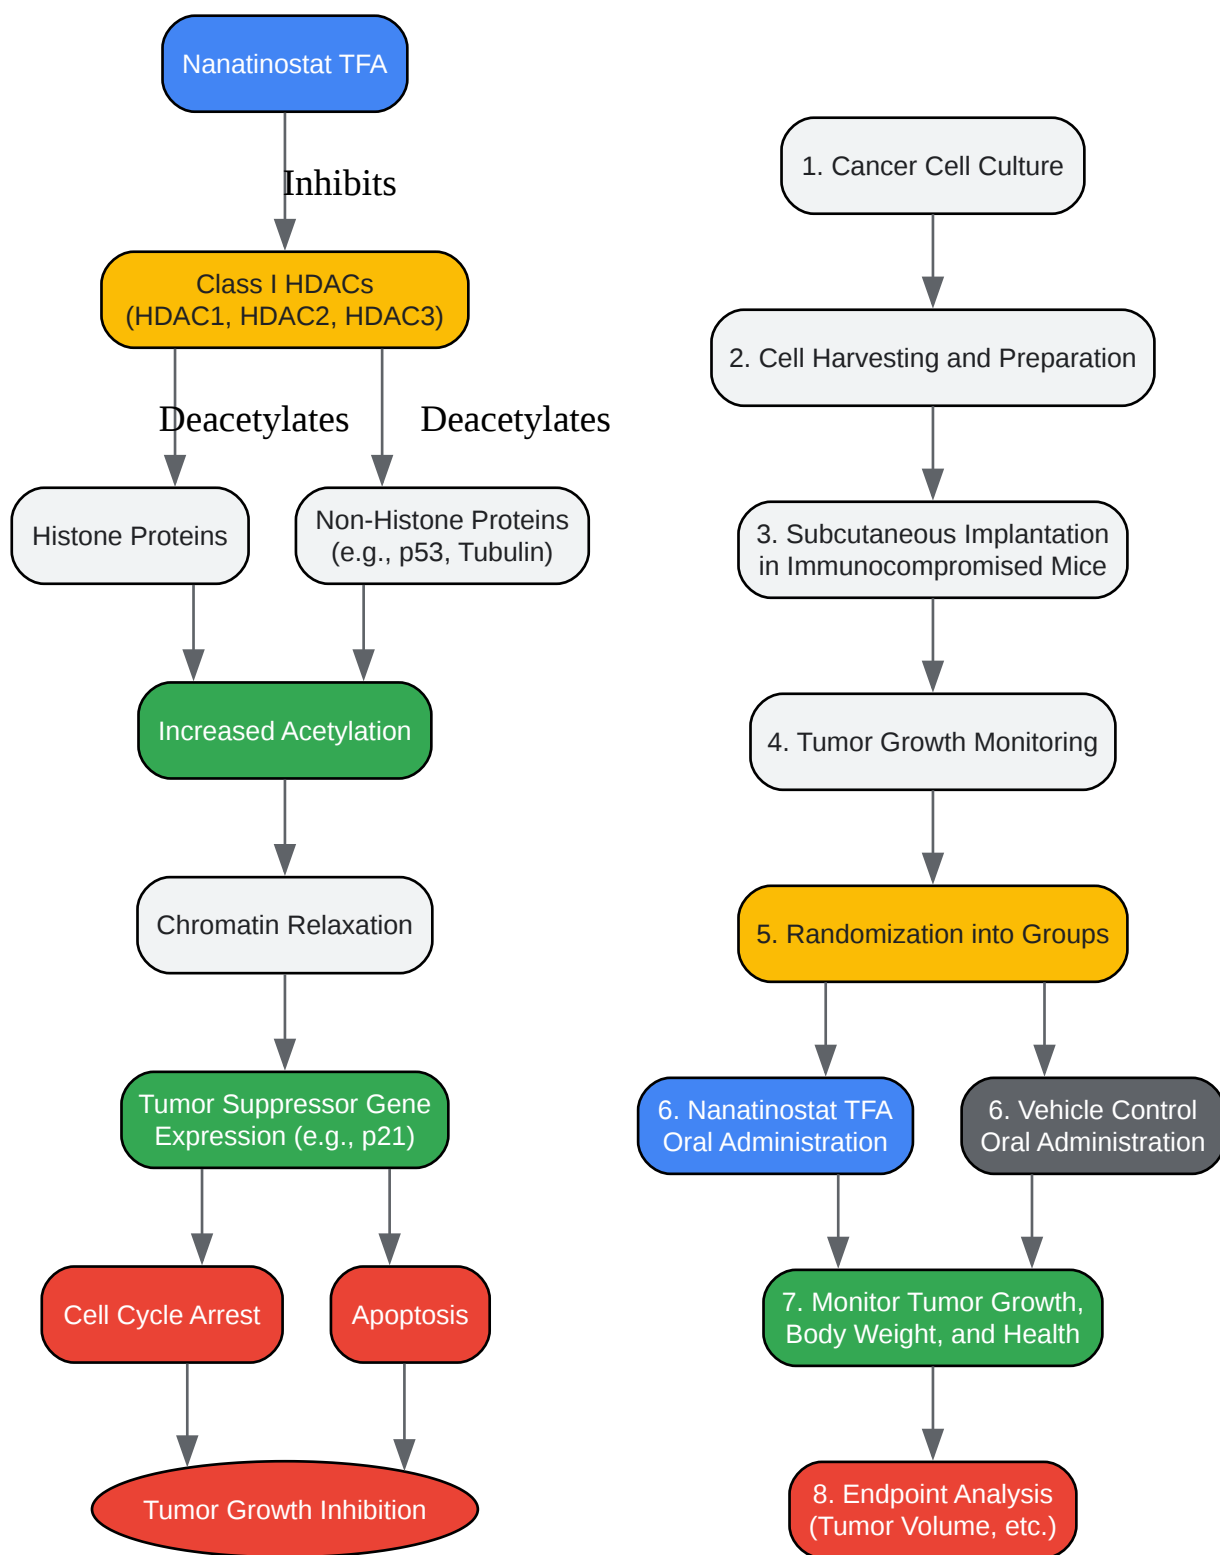 Nanatinostat TFA
Inhibits
Class I HDACs
(HDAC1, HDAC2, HDAC3)
Deacetylates
Deacetylates
Histone Proteins
Non-Histone Proteins
(e.g., p53, Tubulin)
Increased Acetylation
Chromatin Relaxation
Tumor Suppressor Gene
Expression (e.g., p21)
Cell Cycle Arrest
Apoptosis
Tumor Growth Inhibition
1. Cancer Cell Culture
2. Cell Harvesting and Preparation
3. Subcutaneous Implantation
in Immunocompromised Mice
4. Tumor Growth Monitoring
5. Randomization into Groups
6. Nanatinostat TFA
Oral Administration
6. Vehicle Control
Oral Administration
7. Monitor Tumor Growth,
Body Weight, and Health
8. Endpoint Analysis
(Tumor Volume, etc.)